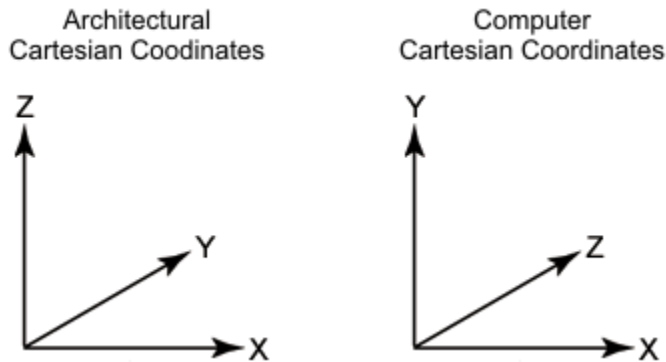 Architectural
Cartesian Coodinates
Z
Y
X
Computer
Cartesian Coordinates
Y
Z
X